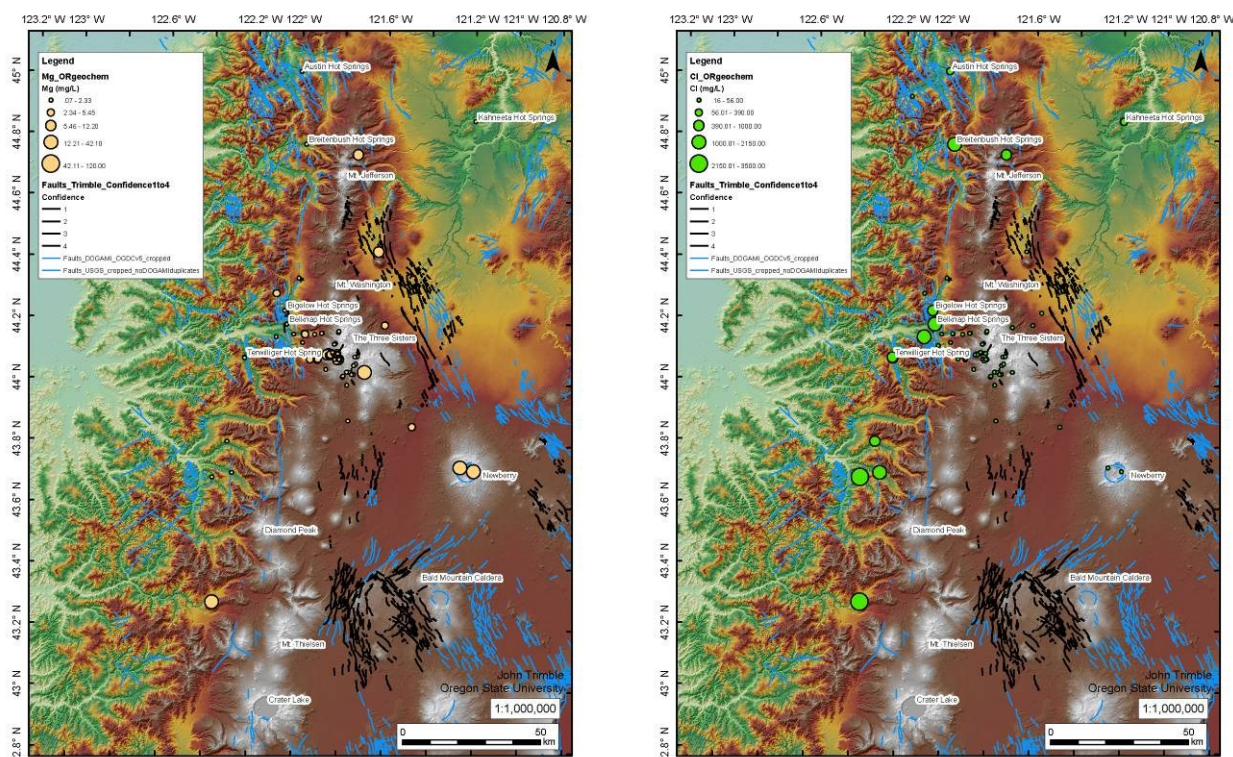 123.2° W 123° W 122.6° W 122.2° W 122° W 121.6° W 121.2° W 121° W 120.8° W
Legend
Mg_ORgeochem
Mg (mg/L)
.07 - 2.33
2.34 - 5.45
5.46 - 12.20
12.21 - 42.10
42.11 - 120.00
Faults_Trimble_Confidence1to4
Confidence
1
2
3
4
Faults_DOGAMI_OGDCv5_cropped
Faults_USGS_cropped_noDOGAMIduplicates
N
Austin Hot Springs
Kahneeta Hot Springs
Breitenbush Hot Springs
Mt. Jefferson
Mt. Washington
Bigelow Hot Springs
Belknap Hot Springs
The Three Sisters
Terwilliger Hot Spring
Newberry
Diamond Peak
Bald Mountain Caldera
Mt. Thielsen
Crater Lake
45° N
44.8° N
44.6° N
44.4° N
44.2° N
44° N
43.8° N
43.6° N
43.4° N
43.2° N
43° N
2.8° N
John Trimble
Oregon State University
1:1,000,000
0 50
km
123.2° W 123° W 122.6° W 122.2° W 122° W 121.6° W 121.2° W 121° W 120.8° W
Legend
Cl_ORgeochem
Cl (mg/L)
.16 - 56.00
56.01 - 390.00
390.01 - 1000.00
1000.01 - 2150.00
2150.01 - 3500.00
Faults_Trimble_Confidence1to4
Confidence
1
2
3
4
Faults_DOGAMI_OGDCv5_cropped
Faults_USGS_cropped_noDOGAMIduplicates
N
Austin Hot Springs
Kahneeta Hot Springs
Breitenbush Hot Springs
Mt. Jefferson
Mt. Washington
Bigelow Hot Springs
Belknap Hot Springs
The Three Sisters
Terwilliger Hot Spring
Newberry
Diamond Peak
Bald Mountain Caldera
Mt. Thielsen
Crater Lake
45° N
44.8° N
44.6° N
44.4° N
44.2° N
44° N
43.8° N
43.6° N
43.4° N
43.2° N
43° N
2.8° N
John Trimble
Oregon State University
1:1,000,000
0 50
km